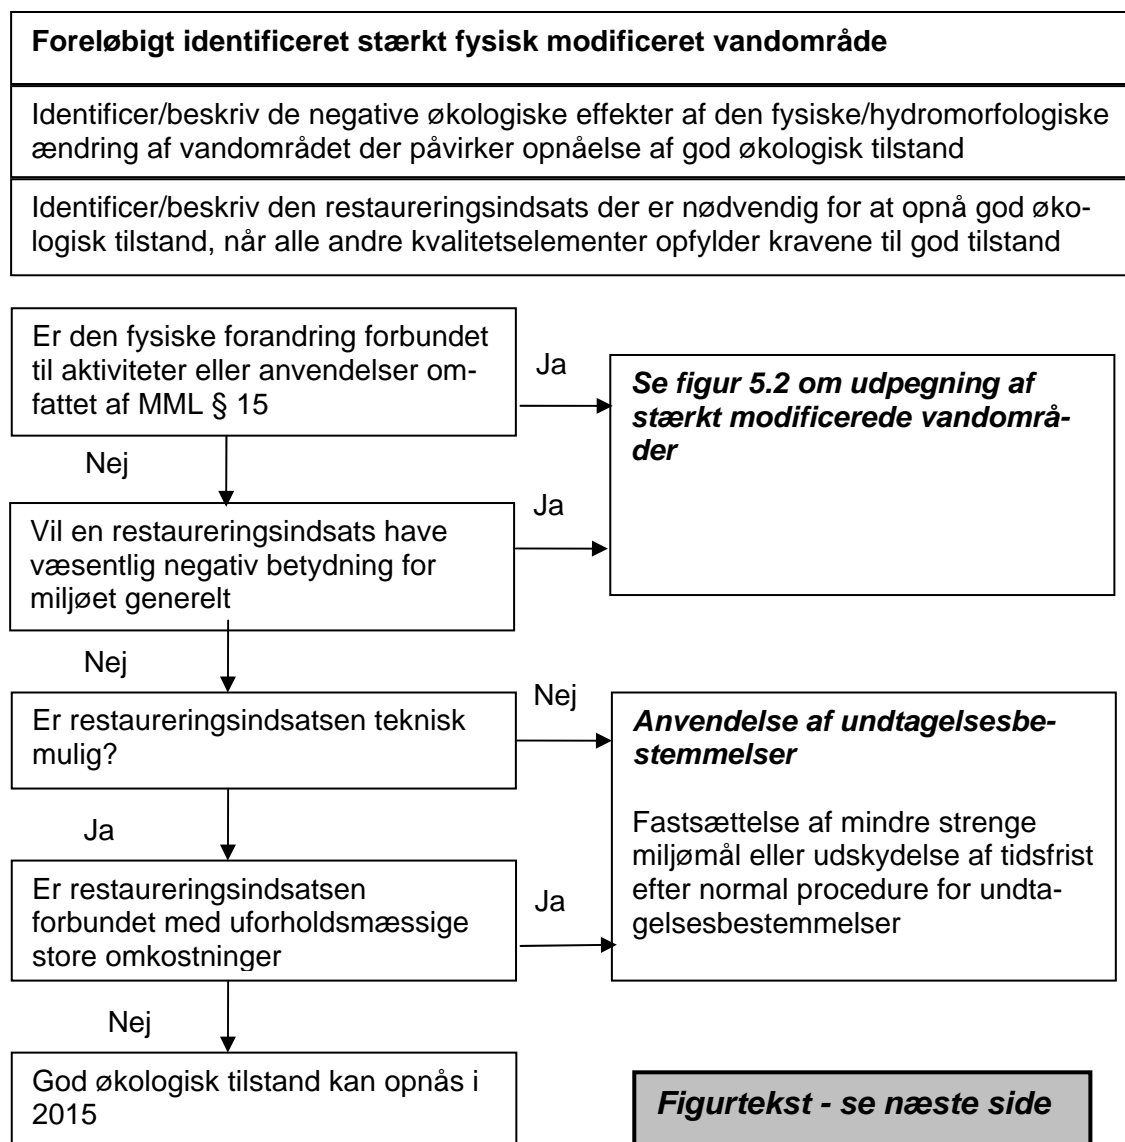 Foreløbigt identificeret stærkt fysisk modificeret vandområde
Identificer/beskriv de negative økologiske effekter af den fysiske/hydromorfologiske
ændring af vandområdet der påvirker opnåelse af god økologisk tilstand
Identificer/beskriv den restaureringsindsats der er nødvendig for at opnå god øko-
logisk tilstand, når alle andre kvalitetselementer opfylder kravene til god tilstand
Er den fysiske forandring forbundet
til aktiviteter eller anvendelser om-
fattet af MML § 15
Ja
Se figur 5.2 om udpegning af
stærkt modificerede vandområ-
der
Nej
Vil en restaureringsindsats have
væsentlig negativ betydning for
miljøet generelt
Ja
Nej
Er restaureringsindsatsen teknisk
mulig?
Nej
Anvendelse af undtagelsesbe-
stemmelser
Fastsættelse af mindre strenge
miljømål eller udskydelse af tidsfrist
efter normal procedure for undta-
gelsesbestemmelser
Ja
Er restaureringsindsatsen
forbundet med uforholdsmæssige
store omkostninger
Ja
Nej
God økologisk tilstand kan opnås i
2015
Figurtekst - se næste side